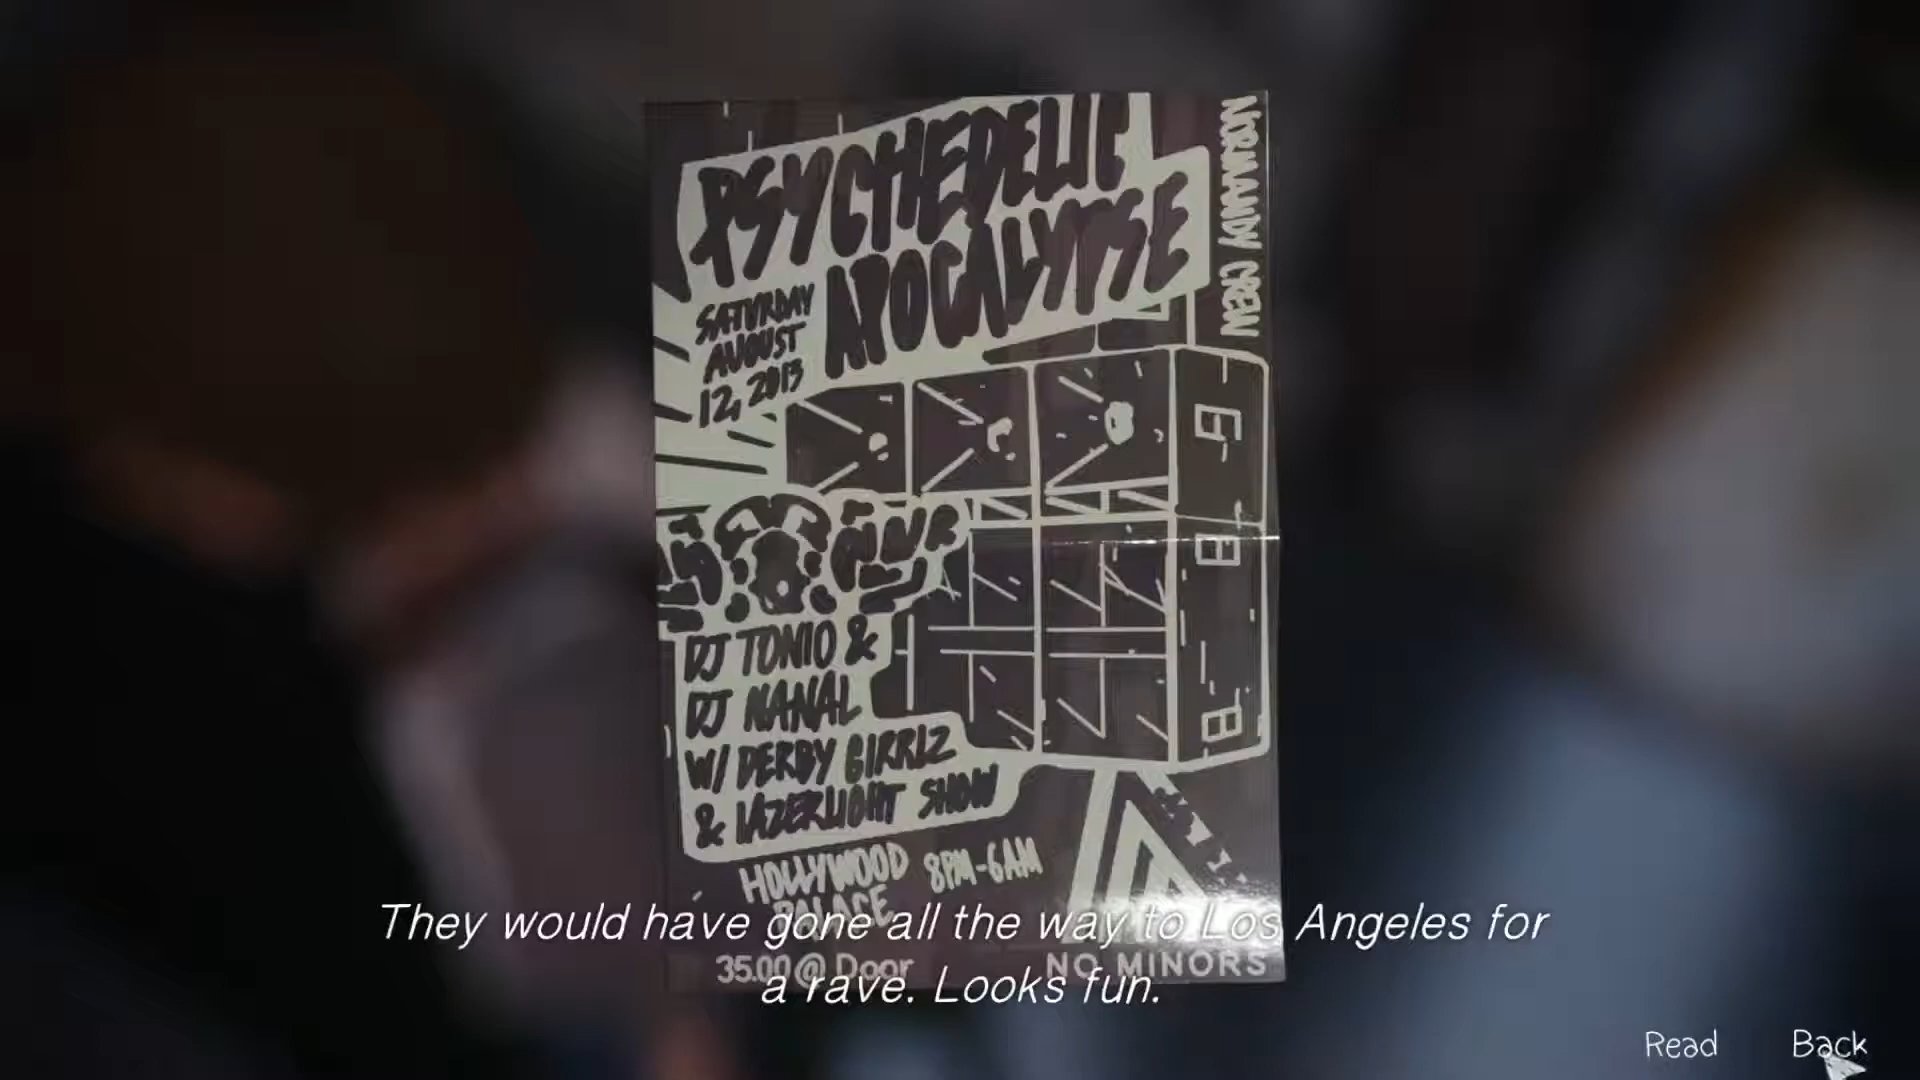 PSYCHEDELIC
APOCALYPSE
SATURDAY
AUGUST
12, 2013
NORMANDY CREW
DJ TONIO &
DJ NANAL
W/ DERBY GIRRLZ
& LAZERLIGHT SHOW
HOLLYWOOD
PALACE
8PM-6AM
35.00 @ Door
NO MINORS
They would have gone all the way to Los Angeles for
a rave. Looks fun.
Read
Back